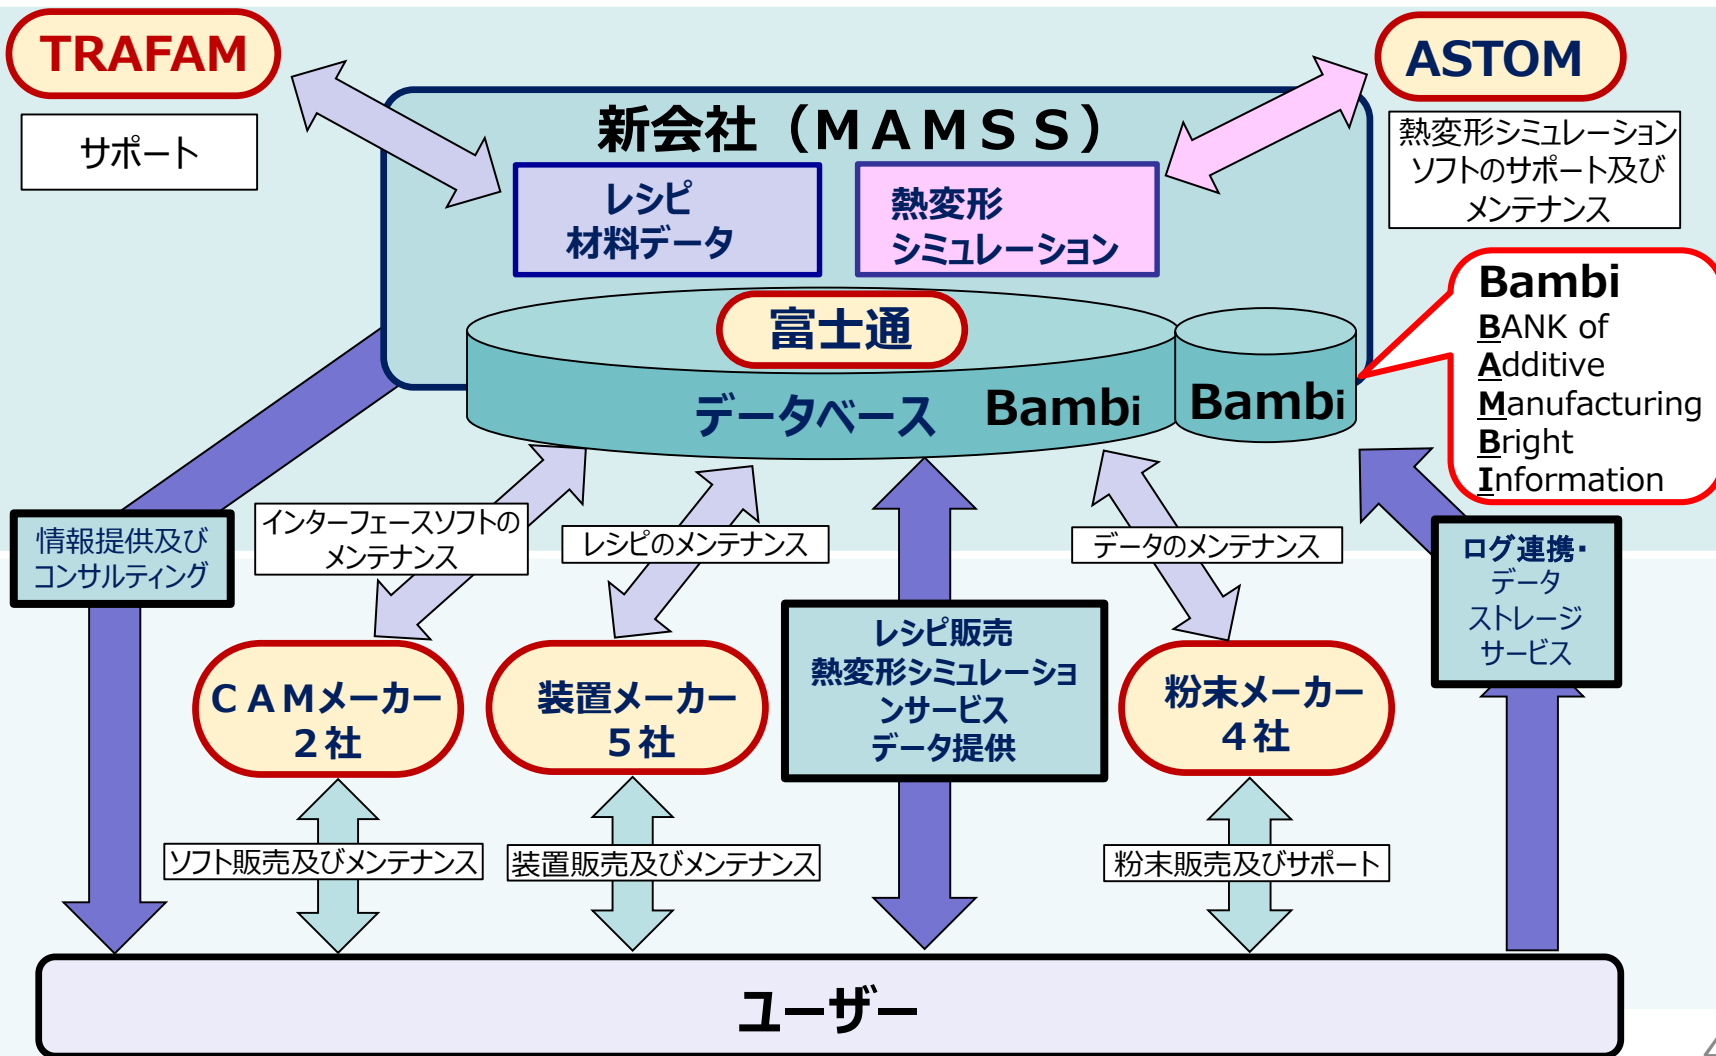 TRAFAM
サポート
ASTOM
熱変形シミュレーション
ソフトのサポート及び
メンテナンス
新会社（ＭＡＭＳＳ）
レシピ
材料データ
熱変形
シミュレーション
富士通
データベース
Bambi
Bambi
Bambi
BANK of
Additive
Manufacturing
Bright
Information
情報提供及び
コンサルティング
インターフェースソフトの
メンテナンス
レシピのメンテナンス
データのメンテナンス
ログ連携・
データ
ストレージ
サービス
ＣＡＭメーカー
２社
装置メーカー
５社
レシピ販売
熱変形シミュレーショ
ンサービス
データ提供
粉末メーカー
４社
ソフト販売及びメンテナンス
装置販売及びメンテナンス
粉末販売及びサポート
ユーザー